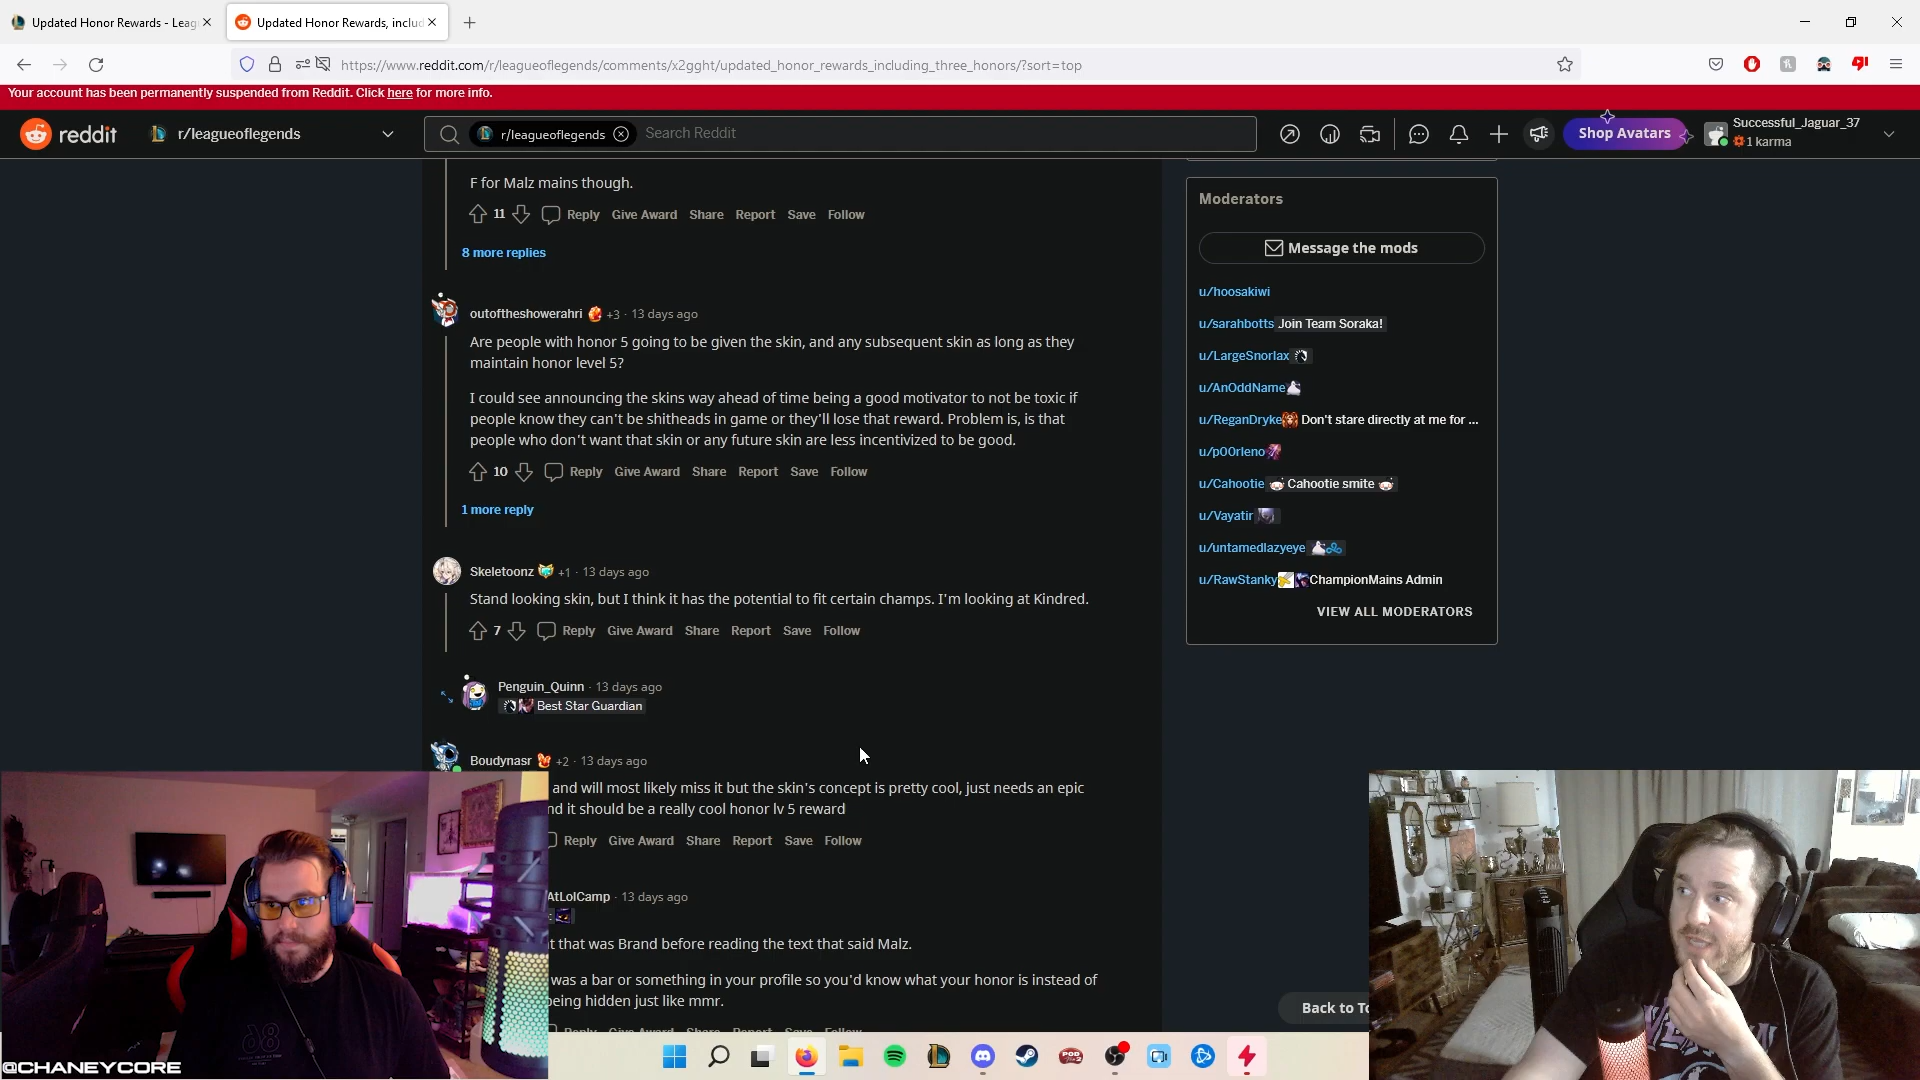 Updated Honor Rewards - Leag
Updated Honor Rewards, includ
https://www.reddit.com/r/leagueoflegends/comments/x2gght/updated_honor_rewards_including_three_honors/?sort=top
Your account has been permanently suspended from Reddit. Click here for more info.
reddit
r/leagueoflegends
r/leagueoflegends
Search Reddit
Shop Avatars
Successful_Jaguar_37
1 karma
F for Malz mains though.
11 Reply Give Award Share Report Save Follow
8 more replies
outoftheshowerahri +3 · 13 days ago
Are people with honor 5 going to be given the skin, and any subsequent skin as long as they
maintain honor level 5?
I could see announcing the skins way ahead of time being a good motivator to not be toxic if
people know they can't be shitheads in game or they'll lose that reward. Problem is, is that
people who don't want that skin or any future skin are less incentivized to be good.
10 Reply Give Award Share Report Save Follow
1 more reply
Skeletoonz +1 · 13 days ago
Stand looking skin, but I think it has the potential to fit certain champs. I'm looking at Kindred.
7 Reply Give Award Share Report Save Follow
Penguin_Quinn · 13 days ago
Best Star Guardian
Boudynasr +2 · 13 days ago
and will most likely miss it but the skin's concept is pretty cool, just needs an epic
nd it should be a really cool honor lv 5 reward
Reply Give Award Share Report Save Follow
AtLolCamp · 13 days ago
t that was Brand before reading the text that said Malz.
was a bar or something in your profile so you'd know what your honor is instead of
being hidden just like mmr.
Reply Give Award Share Report Save Follow
Moderators
Message the mods
u/hoosakiwi
u/sarahbotts Join Team Soraka!
u/LargeSnorlax
u/AnOddName
u/ReganDryke Don't stare directly at me for ...
u/p00rleno
u/Cahootie Cahootie smite
u/Vayatir
u/untamedlazyeye
u/RawStanky ChampionMains Admin
VIEW ALL MODERATORS
Back to To
@CHANEYCORE